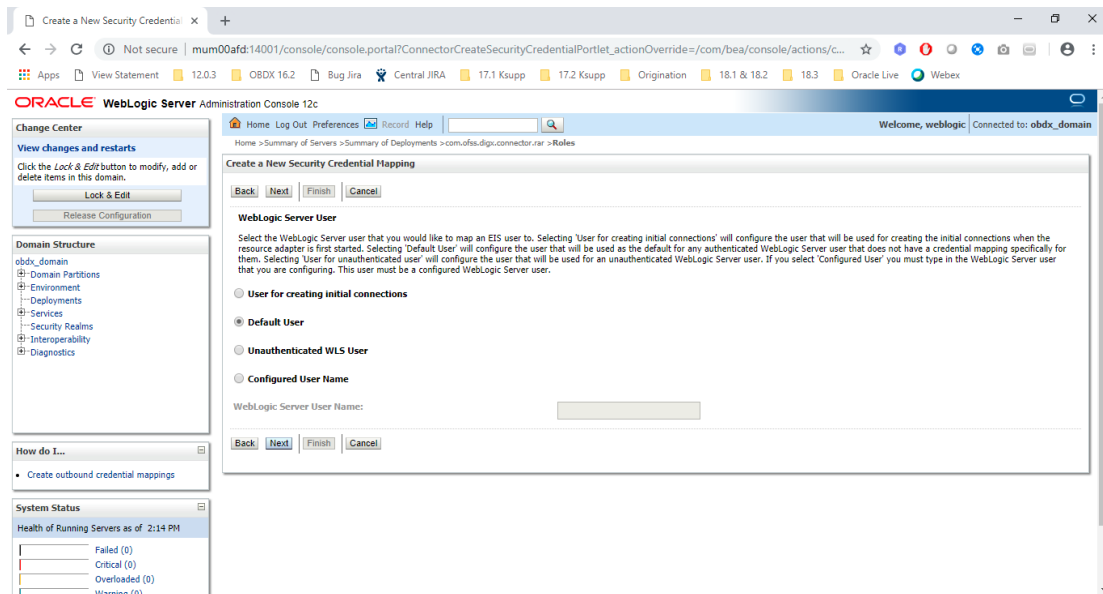 Create a New Security Credential
Not secure | mum00afd:14001/console/console.portal?ConnectorCreateSecurityCredentialPortlet_actionOverride=/com/bea/console/actions/c...
Apps View Statement 12.0.3 OBDX 16.2 Bug Jira Central JIRA 17.1 Ksupp 17.2 Ksupp Origination 18.1 & 18.2 18.3 Oracle Live Webex
ORACLE WebLogic Server Administration Console 12c
Change Center
View changes and restarts
Click the Lock & Edit button to modify, add or
delete items in this domain.
Lock & Edit
Release Configuration
Domain Structure
obdx_domain
Domain Partitions
Environment
Deployments
Services
Security Realms
Interoperability
Diagnostics
How do I...
Create outbound credential mappings
System Status
Health of Running Servers as of 2:14 PM
Failed (0)
Critical (0)
Overloaded (0)
Warning (0)
Home Log Out Preferences Record Help
Welcome, weblogic Connected to: obdx_domain
Home >Summary of Servers >Summary of Deployments >com.ofss.digx.connector.rar >Roles
Create a New Security Credential Mapping
Back Next Finish Cancel
WebLogic Server User
Select the WebLogic Server user that you would like to map an EIS user to. Selecting 'User for creating initial connections' will configure the user that will be used for creating the initial connections when the
resource adapter is first started. Selecting 'Default User' will configure the user that will be used as the default for any authenticated WebLogic Server user that does not have a credential mapping specifically for
them. Selecting 'User for unauthenticated user' will configure the user that will be used for an unauthenticated WebLogic Server user. If you select 'Configured User' you must type in the WebLogic Server user
that you are configuring. This user must be a configured WebLogic Server user.
User for creating initial connections
Default User
Unauthenticated WLS User
Configured User Name
WebLogic Server User Name:
Back Next Finish Cancel